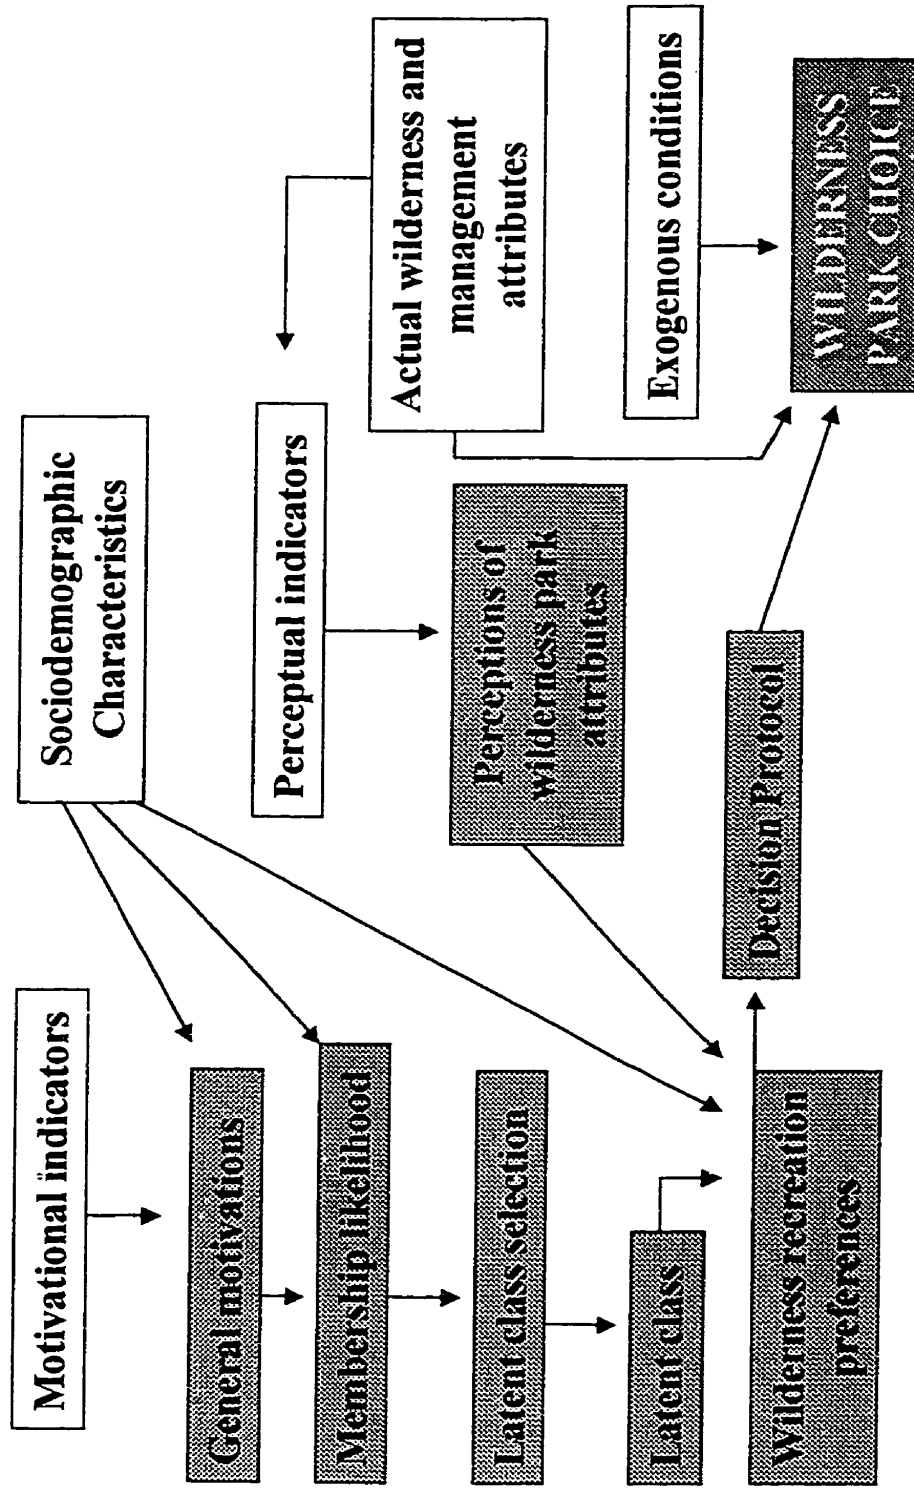 Motivational indicators
General motivations
Membership likelihood
Latent class selection
Latent class
Wilderness recreation
preferences
Sociodemographic
Characteristics
Perceptual indicators
Perceptions of
wilderness park
attributes
Decision Protocol
Actual wilderness and
management
attributes
Exogenous conditions
WILDERNESS
PARK CHOICE